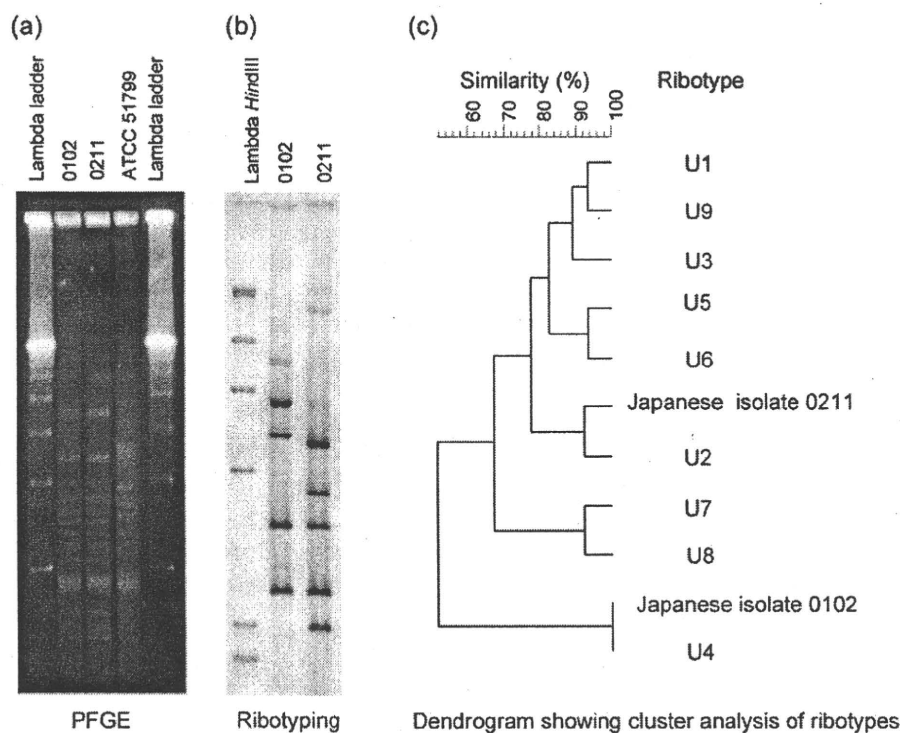 (a)
Lambda ladder
0102
0211
ATCC 51799
Lambda ladder
PFGE
(b)
Lambda HindIII
0102
0211
Ribotyping
(c)
Similarity (%) Ribotype
60 70 80 90 100
U1
U9
U3
U5
U6
Japanese isolate 0211
U2
U7
U8
Japanese isolate 0102
U4
Dendrogram showing cluster analysis of ribotypes